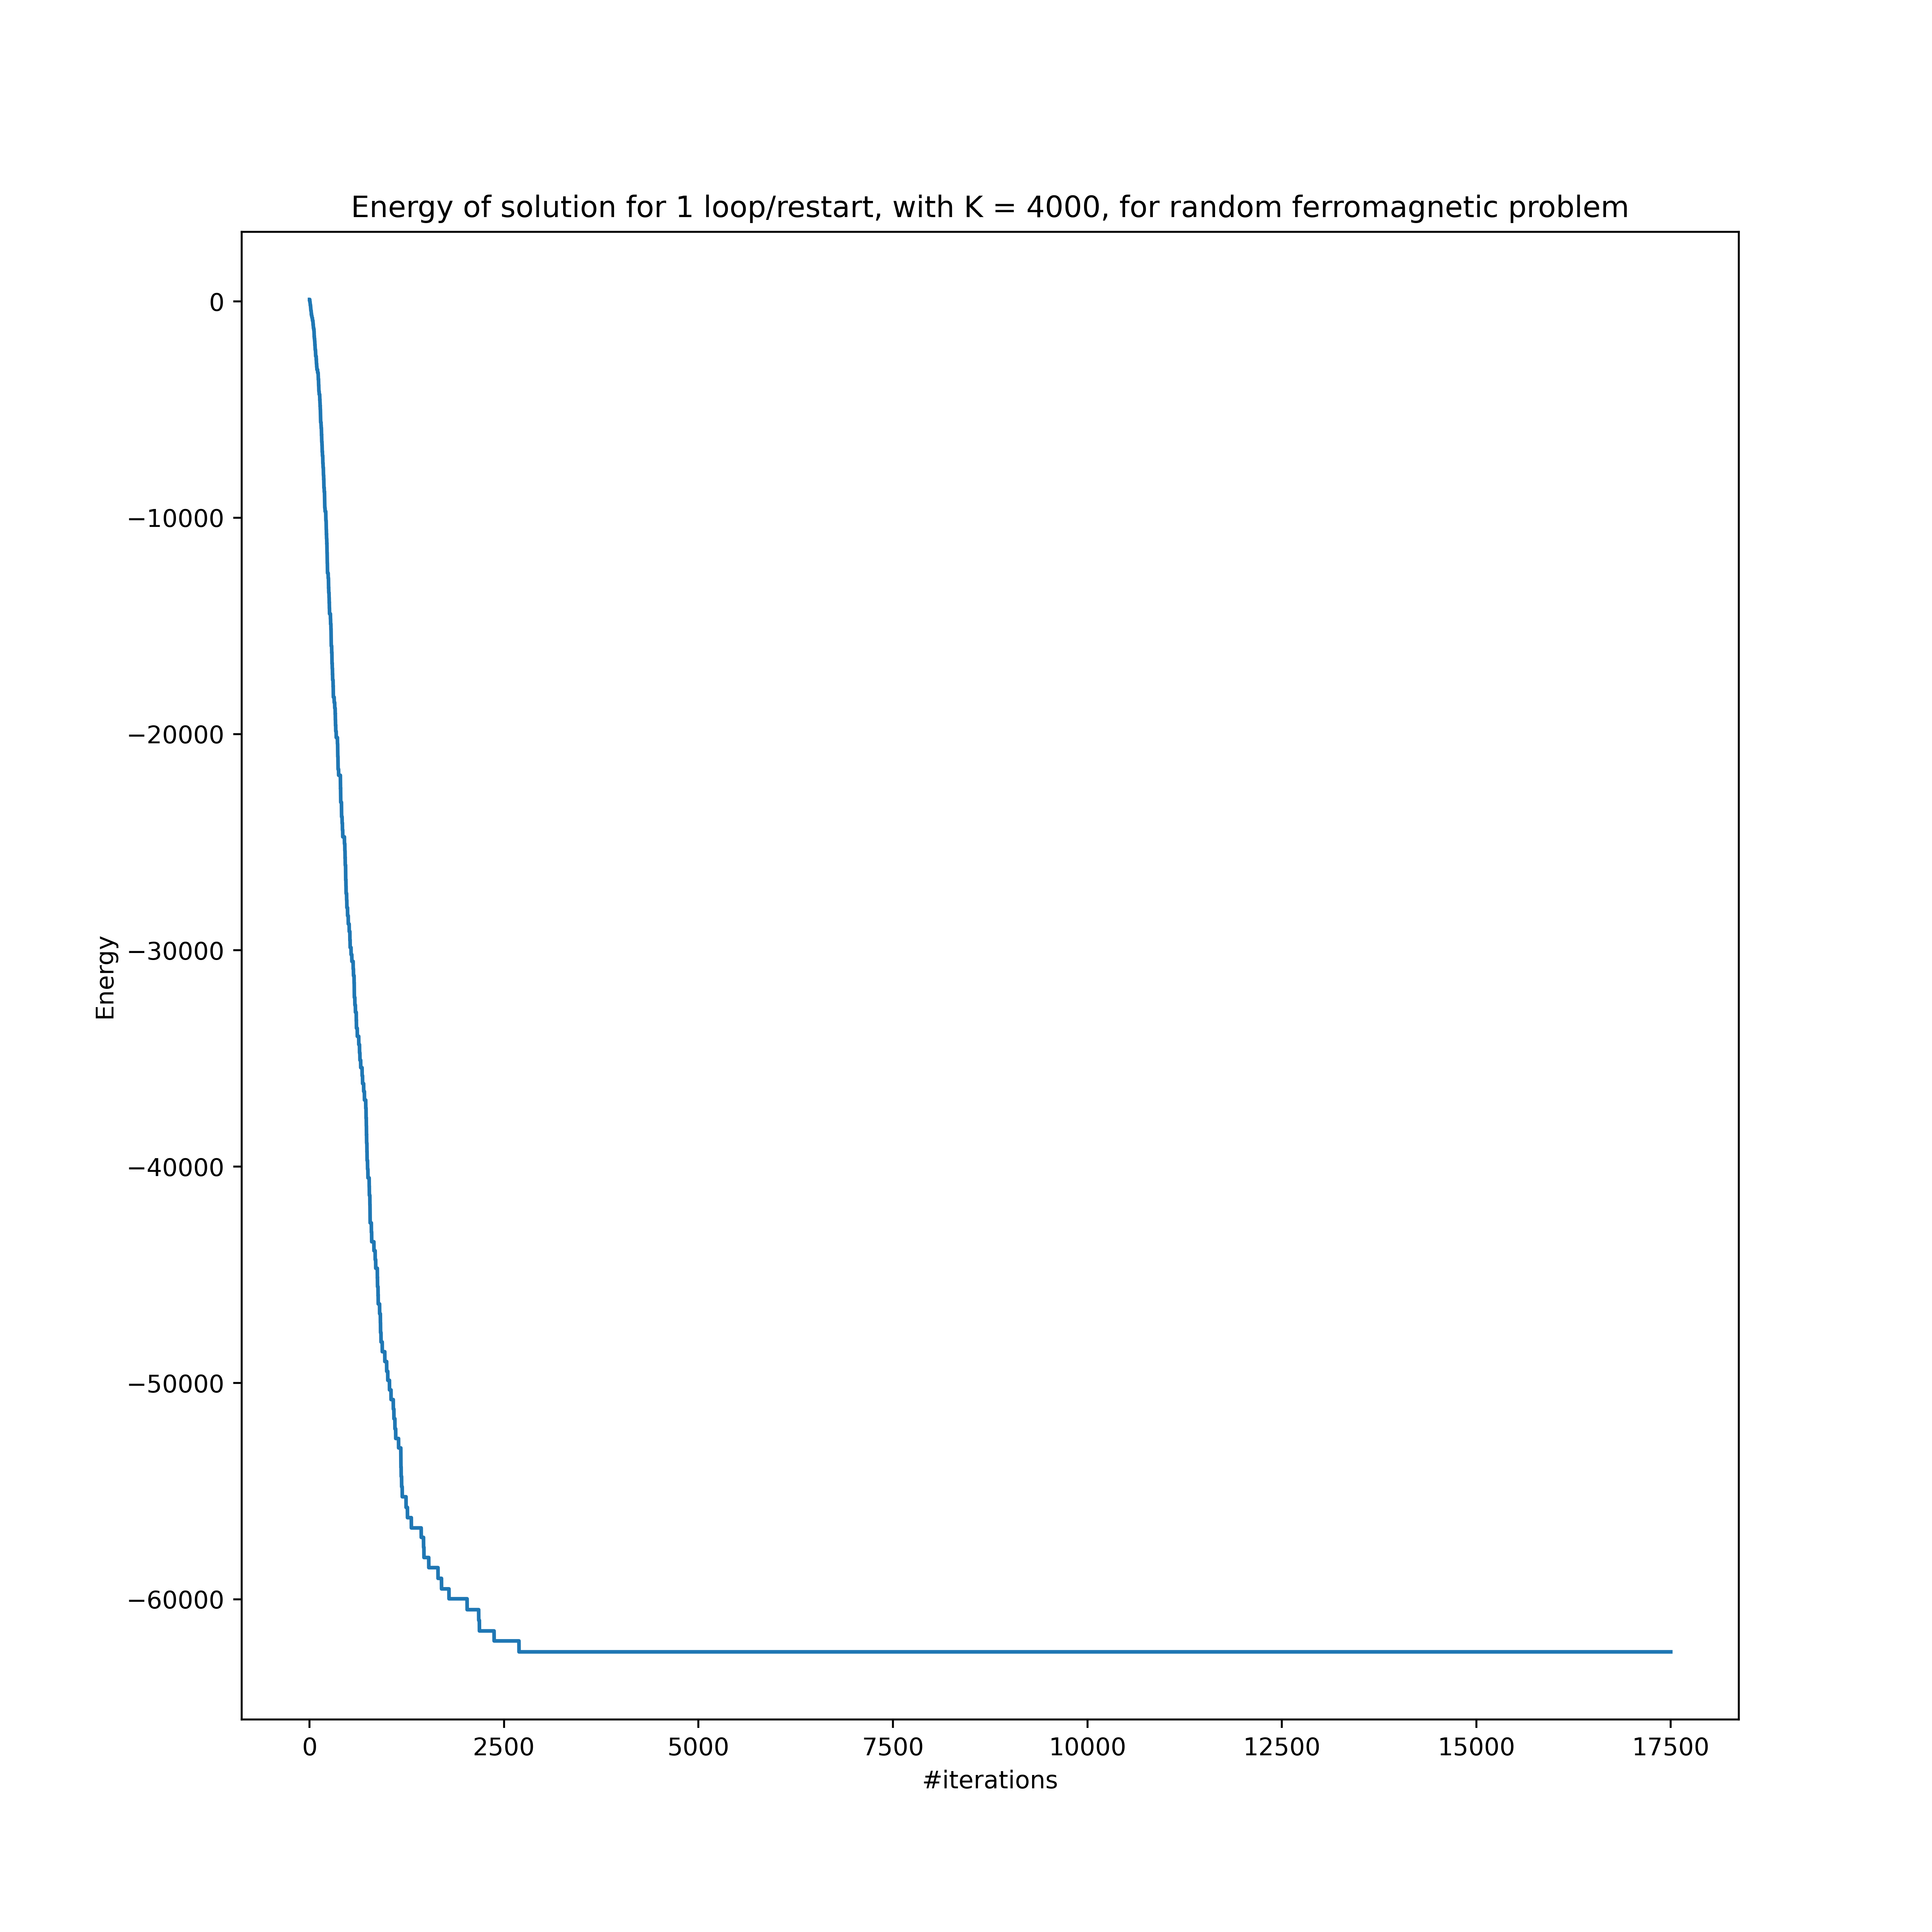 Energy of solution for 1 loop/restart, with K = 4000, for random ferromagnetic problem
0
−10000
−20000
−30000
−40000
−50000
−60000
Energy
0 2500 5000 7500 10000 12500 15000 17500
#iterations